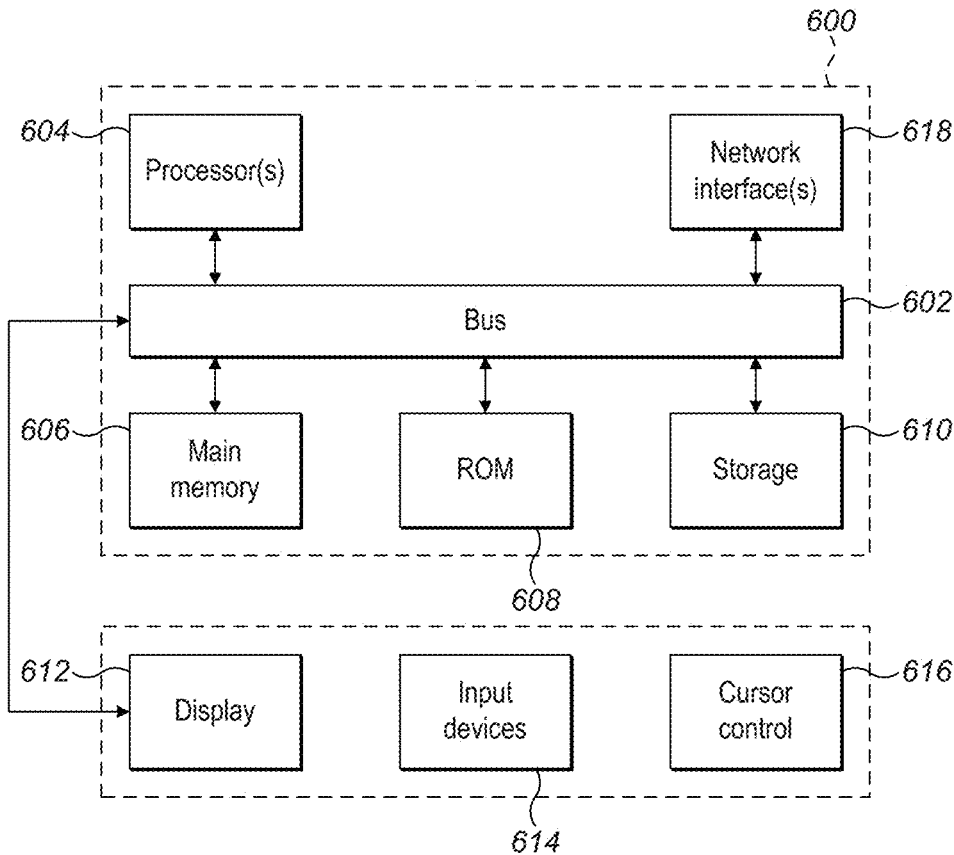 600
604
Processor(s)
Network
interface(s)
618
Bus
602
606
Main
memory
ROM
Storage
610
608
612
Display
Input
devices
Cursor
control
616
614